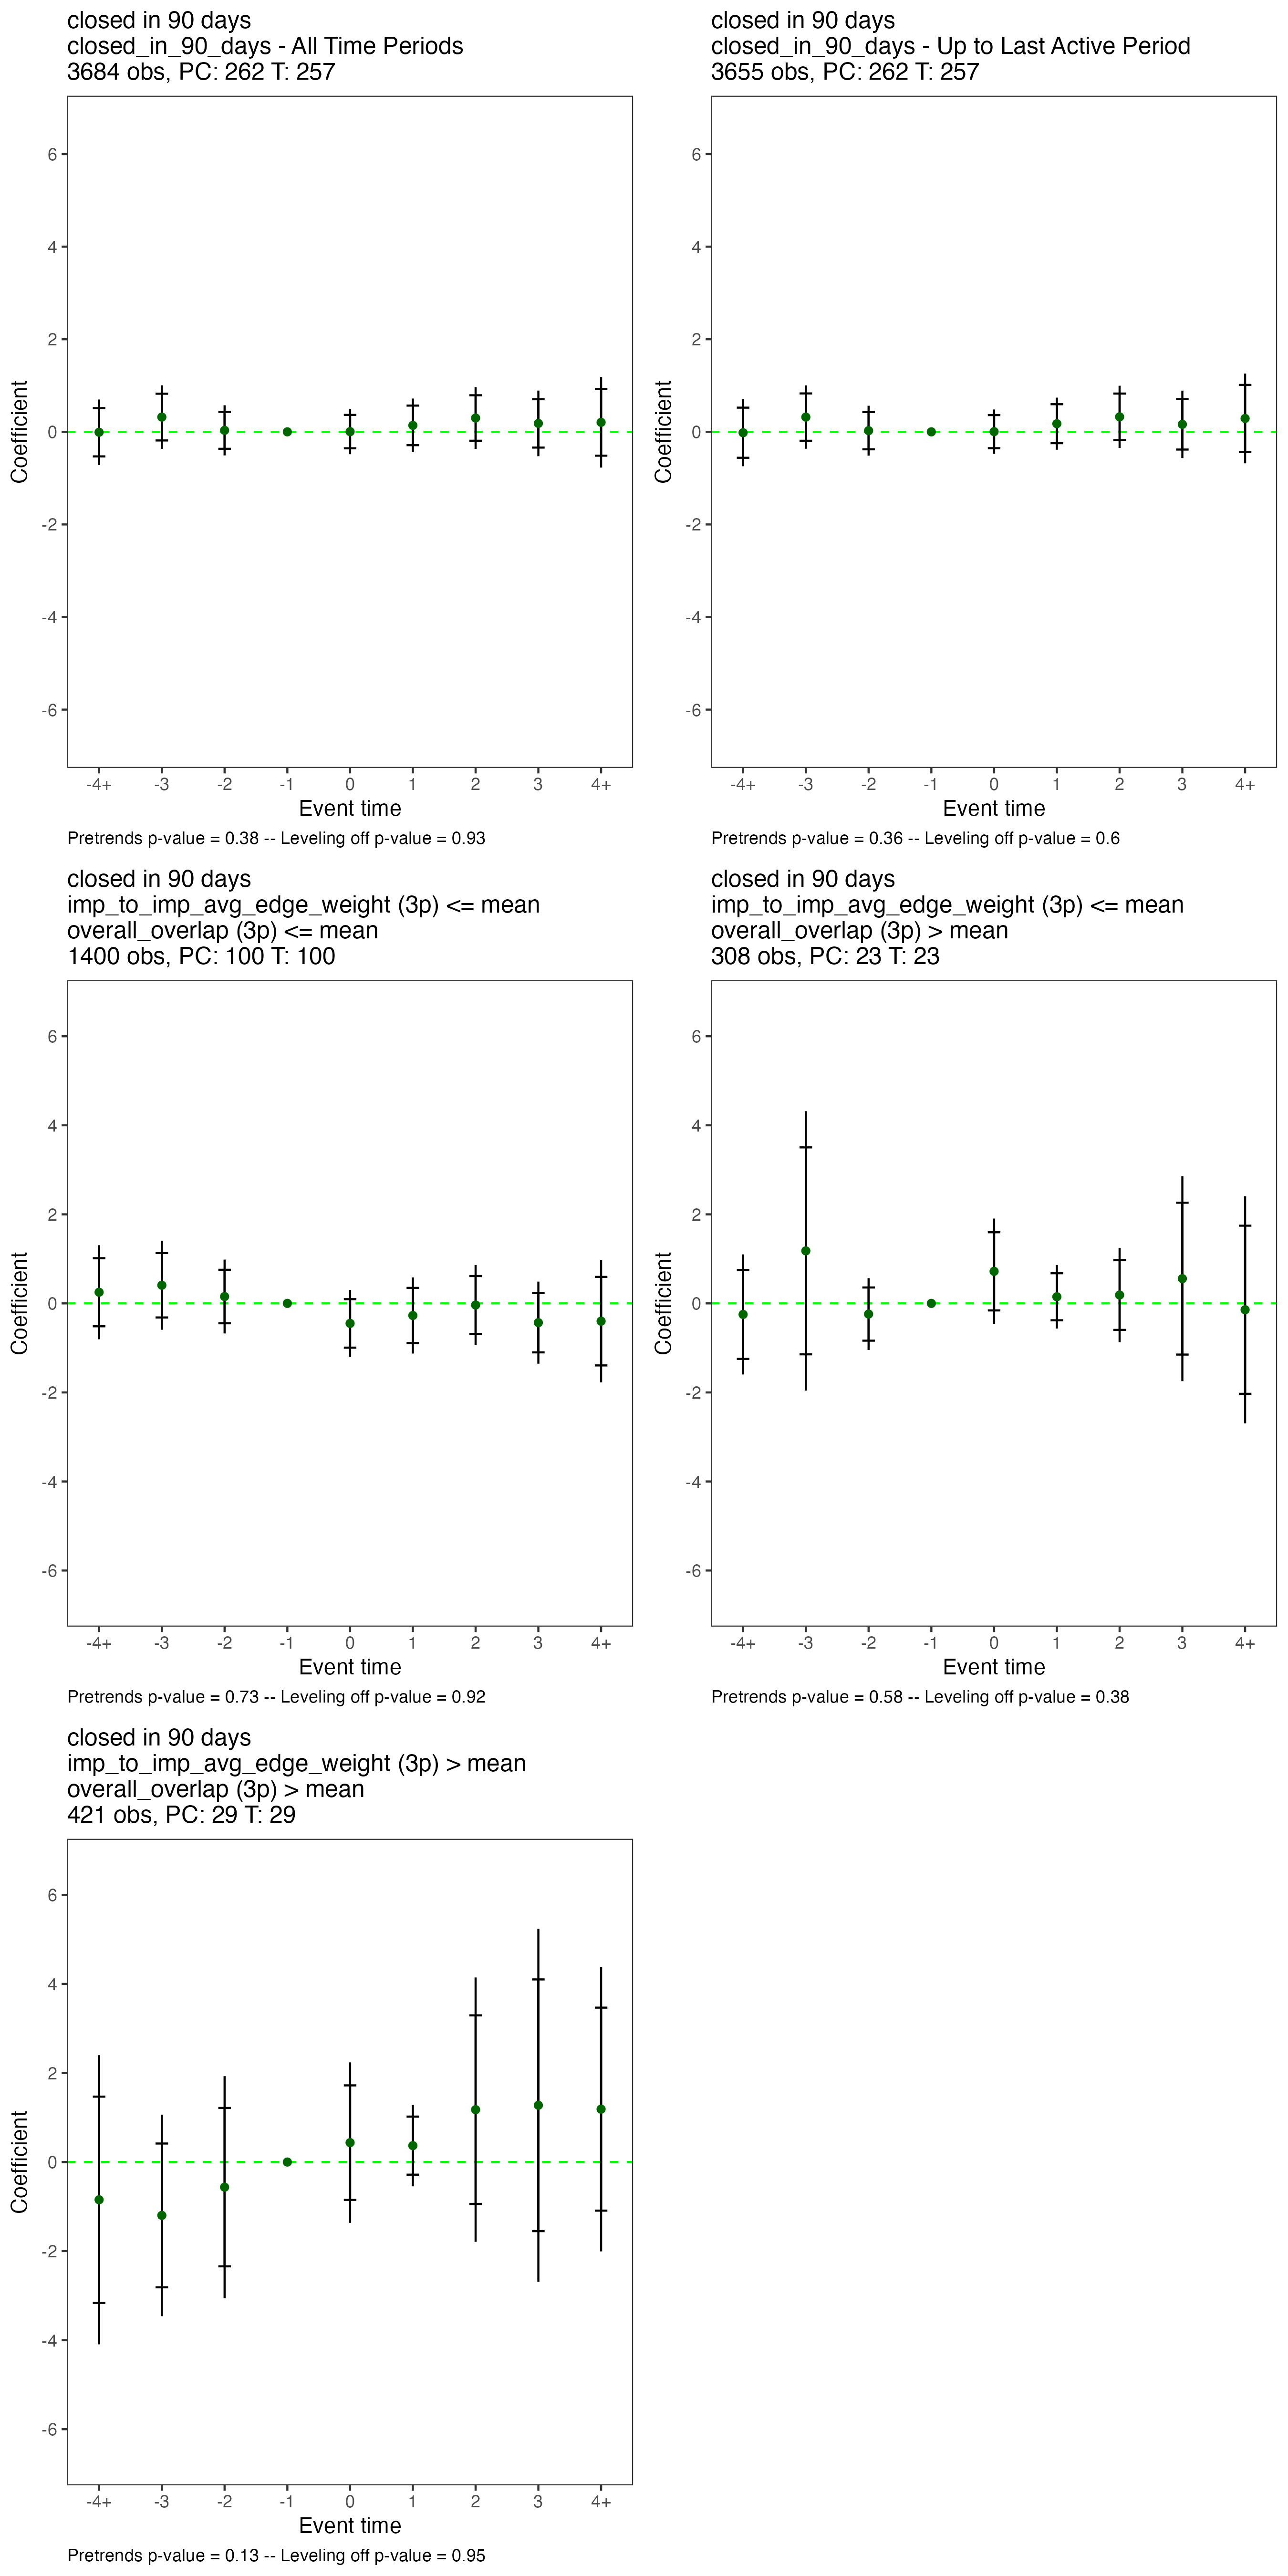 closed in 90 days
closed_in_90_days - All Time Periods
3684 obs, PC: 262 T: 257
6
4
2
0
-2
-4
-6
Coefficient
-4+ -3 -2 -1 0 1 2 3 4+
Event time
Pretrends p-value = 0.38 -- Leveling off p-value = 0.93
closed in 90 days
closed_in_90_days - Up to Last Active Period
3655 obs, PC: 262 T: 257
6
4
2
0
-2
-4
-6
Coefficient
-4+ -3 -2 -1 0 1 2 3 4+
Event time
Pretrends p-value = 0.36 -- Leveling off p-value = 0.6
closed in 90 days
imp_to_imp_avg_edge_weight (3p) <= mean
overall_overlap (3p) <= mean
1400 obs, PC: 100 T: 100
6
4
2
0
-2
-4
-6
Coefficient
-4+ -3 -2 -1 0 1 2 3 4+
Event time
Pretrends p-value = 0.73 -- Leveling off p-value = 0.92
closed in 90 days
imp_to_imp_avg_edge_weight (3p) <= mean
overall_overlap (3p) > mean
308 obs, PC: 23 T: 23
6
4
2
0
-2
-4
-6
Coefficient
-4+ -3 -2 -1 0 1 2 3 4+
Event time
Pretrends p-value = 0.58 -- Leveling off p-value = 0.38
closed in 90 days
imp_to_imp_avg_edge_weight (3p) > mean
overall_overlap (3p) > mean
421 obs, PC: 29 T: 29
6
4
2
0
-2
-4
-6
Coefficient
-4+ -3 -2 -1 0 1 2 3 4+
Event time
Pretrends p-value = 0.13 -- Leveling off p-value = 0.95